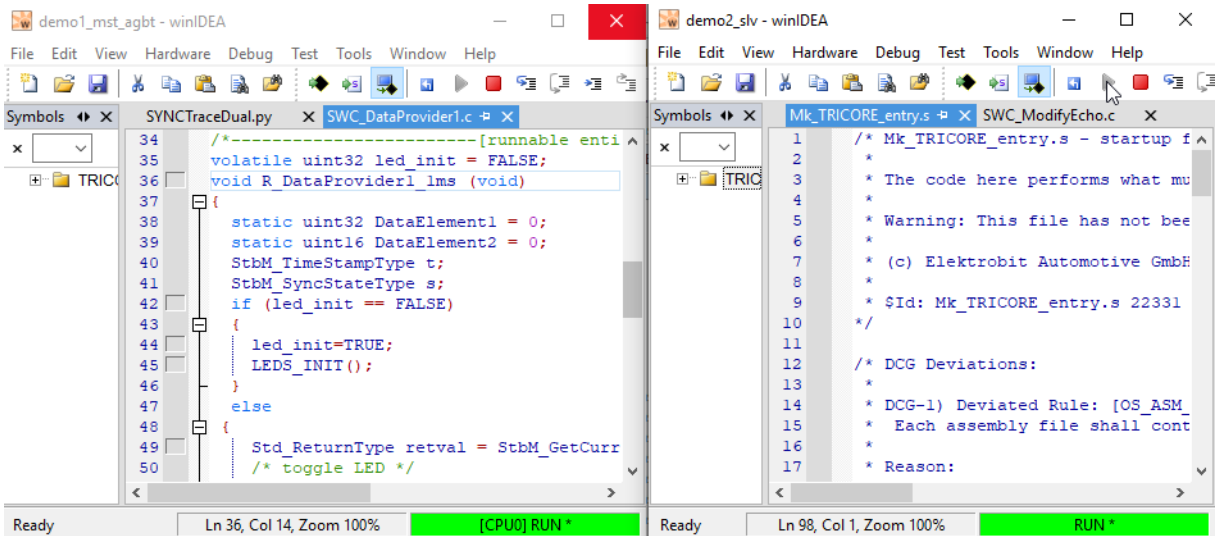 demo1_mst_agbt - winIDEA
File Edit View Hardware Debug Test Tools Window Help
Symbols
SYNCTraceDual.py
SWC_DataProvider1.c
TRIC
34 /*------------------------[runnable enti
35 volatile uint32 led_init = FALSE;
36 void R_DataProvider1_1ms (void)
37 {
38 static uint32 DataElement1 = 0;
39 static uint16 DataElement2 = 0;
40 StbM_TimeStampType t;
41 StbM_SyncStateType s;
42 if (led_init == FALSE)
43 {
44 led_init=TRUE;
45 LEDS_INIT();
46 }
47 else
48 {
49 Std_ReturnType retval = StbM_GetCurr
50 /* toggle LED */
Ready
Ln 36, Col 14, Zoom 100%
[CPU0] RUN *
demo2_slv - winIDEA
File Edit View Hardware Debug Test Tools Window Help
Symbols
Mk_TRICORE_entry.s
SWC_ModifyEcho.c
TRIC
1 /* Mk_TRICORE_entry.s - startup f
2 *
3 * The code here performs what mu
4 *
5 * Warning: This file has not bee
6 *
7 * (c) Elektrobit Automotive GmbH
8 *
9 * $Id: Mk_TRICORE_entry.s 22331
10 */
11
12 /* DCG Deviations:
13 *
14 * DCG-1) Deviated Rule: [OS_ASM_
15 * Each assembly file shall cont
16 *
17 * Reason:
Ready
Ln 98, Col 1, Zoom 100%
RUN *